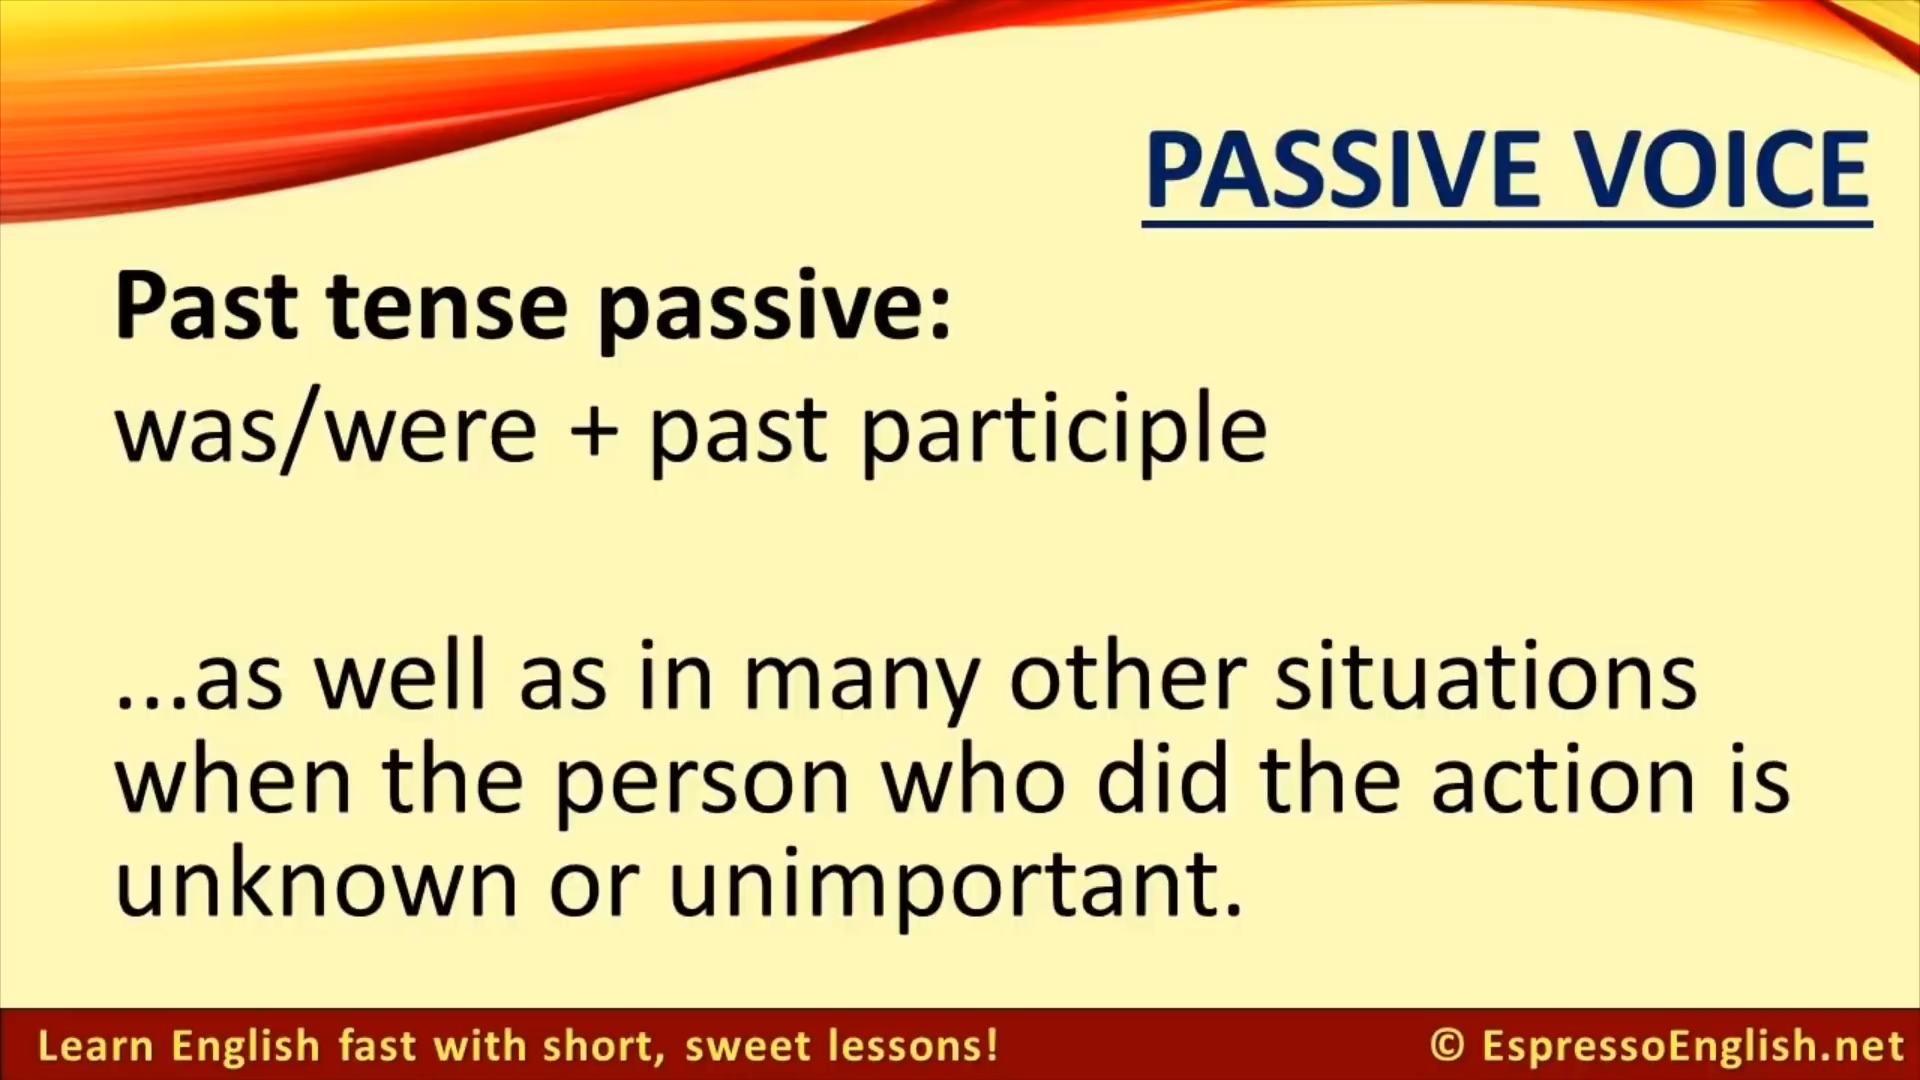 PASSIVE VOICE
Past tense passive:
was/were + past participle
...as well as in many other situations
when the person who did the action is
unknown or unimportant.
Learn English fast with short, sweet lessons!
© EspressoEnglish.net